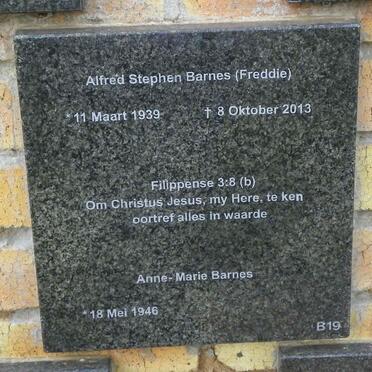 Alfred Stephen Barnes (Freddie)
* 11 Maart 1939 † 8 Oktober 2013
Filippense 3:8 (b)
Om Christus Jesus, my Here, te ken
oortref alles in waarde
Anne-Marie Barnes
* 18 Mei 1946
B19